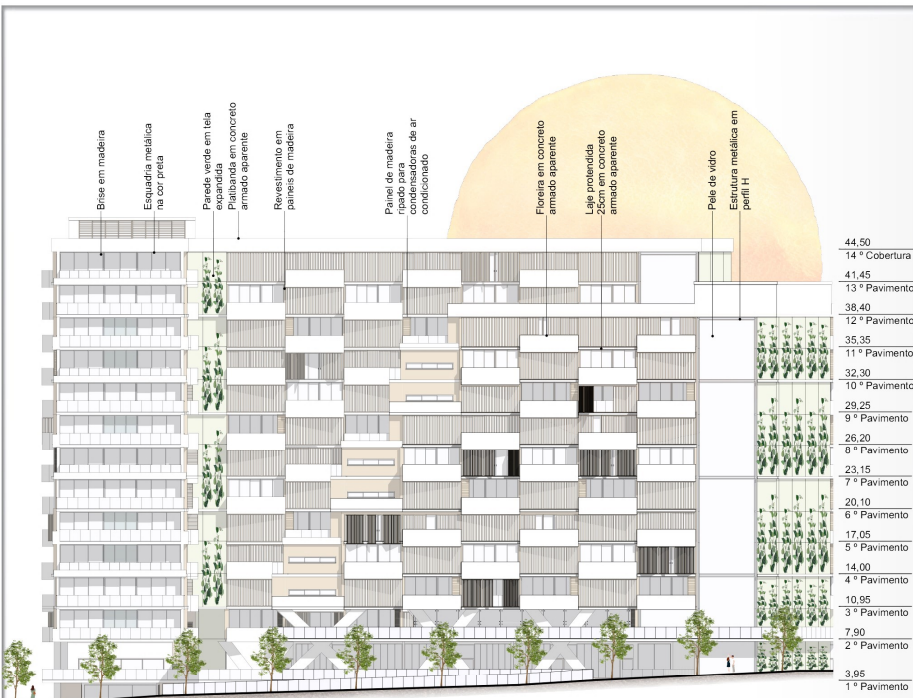 Brise em madeira
Esquadria metálica
na cor preta
Parede verde em tela
expandida
Platibanda em concreto
armado aparente
Revestimento em
paineis de madeira
Painel de madeira
ripado para
condensadoras de ar
condicionado
Floreira em concreto
armado aparente
Laje protendida
25cm em concreto
armado aparente
Pele de vidro
Estrutura metálica em
perfil H
44,50
14 º Cobertura
41,45
13 º Pavimento
38,40
12 º Pavimento
35,35
11 º Pavimento
32,30
10 º Pavimento
29,25
9 º Pavimento
26,20
8 º Pavimento
23,15
7 º Pavimento
20,10
6 º Pavimento
17,05
5 º Pavimento
14,00
4 º Pavimento
10,95
3 º Pavimento
7,90
2 º Pavimento
3,95
1 º Pavimento